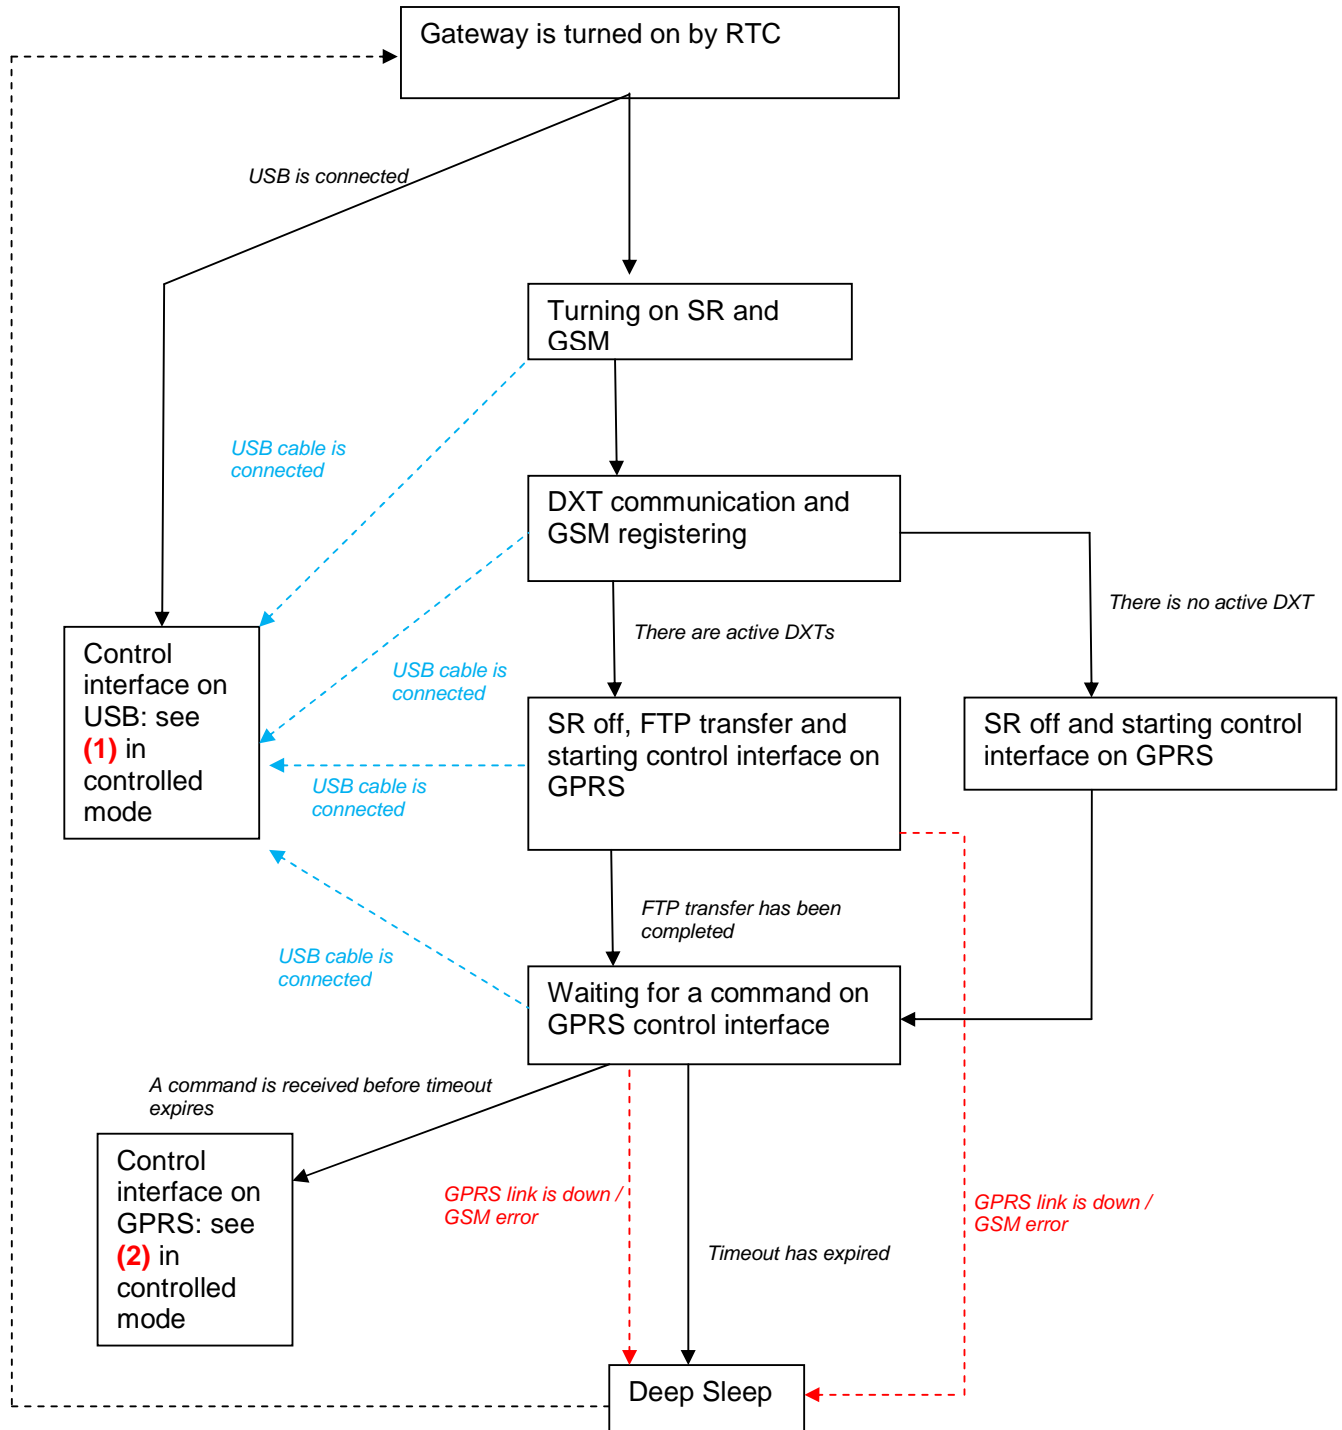 Gateway is turned on by RTC
USB is connected
Turning on SR and
GSM
USB cable is
connected
DXT communication and
GSM registering
There is no active DXT
There are active DXTs
Control
interface on
USB: see
(1) in
controlled
mode
USB cable is
connected
SR off, FTP transfer and
starting control interface on
GPRS
SR off and starting control
interface on GPRS
USB cable is
connected
FTP transfer has been
completed
USB cable is
connected
Waiting for a command on
GPRS control interface
A command is received before timeout
expires
Control
interface on
GPRS: see
(2) in
controlled
mode
GPRS link is down /
GSM error
GPRS link is down /
GSM error
Timeout has expired
Deep Sleep